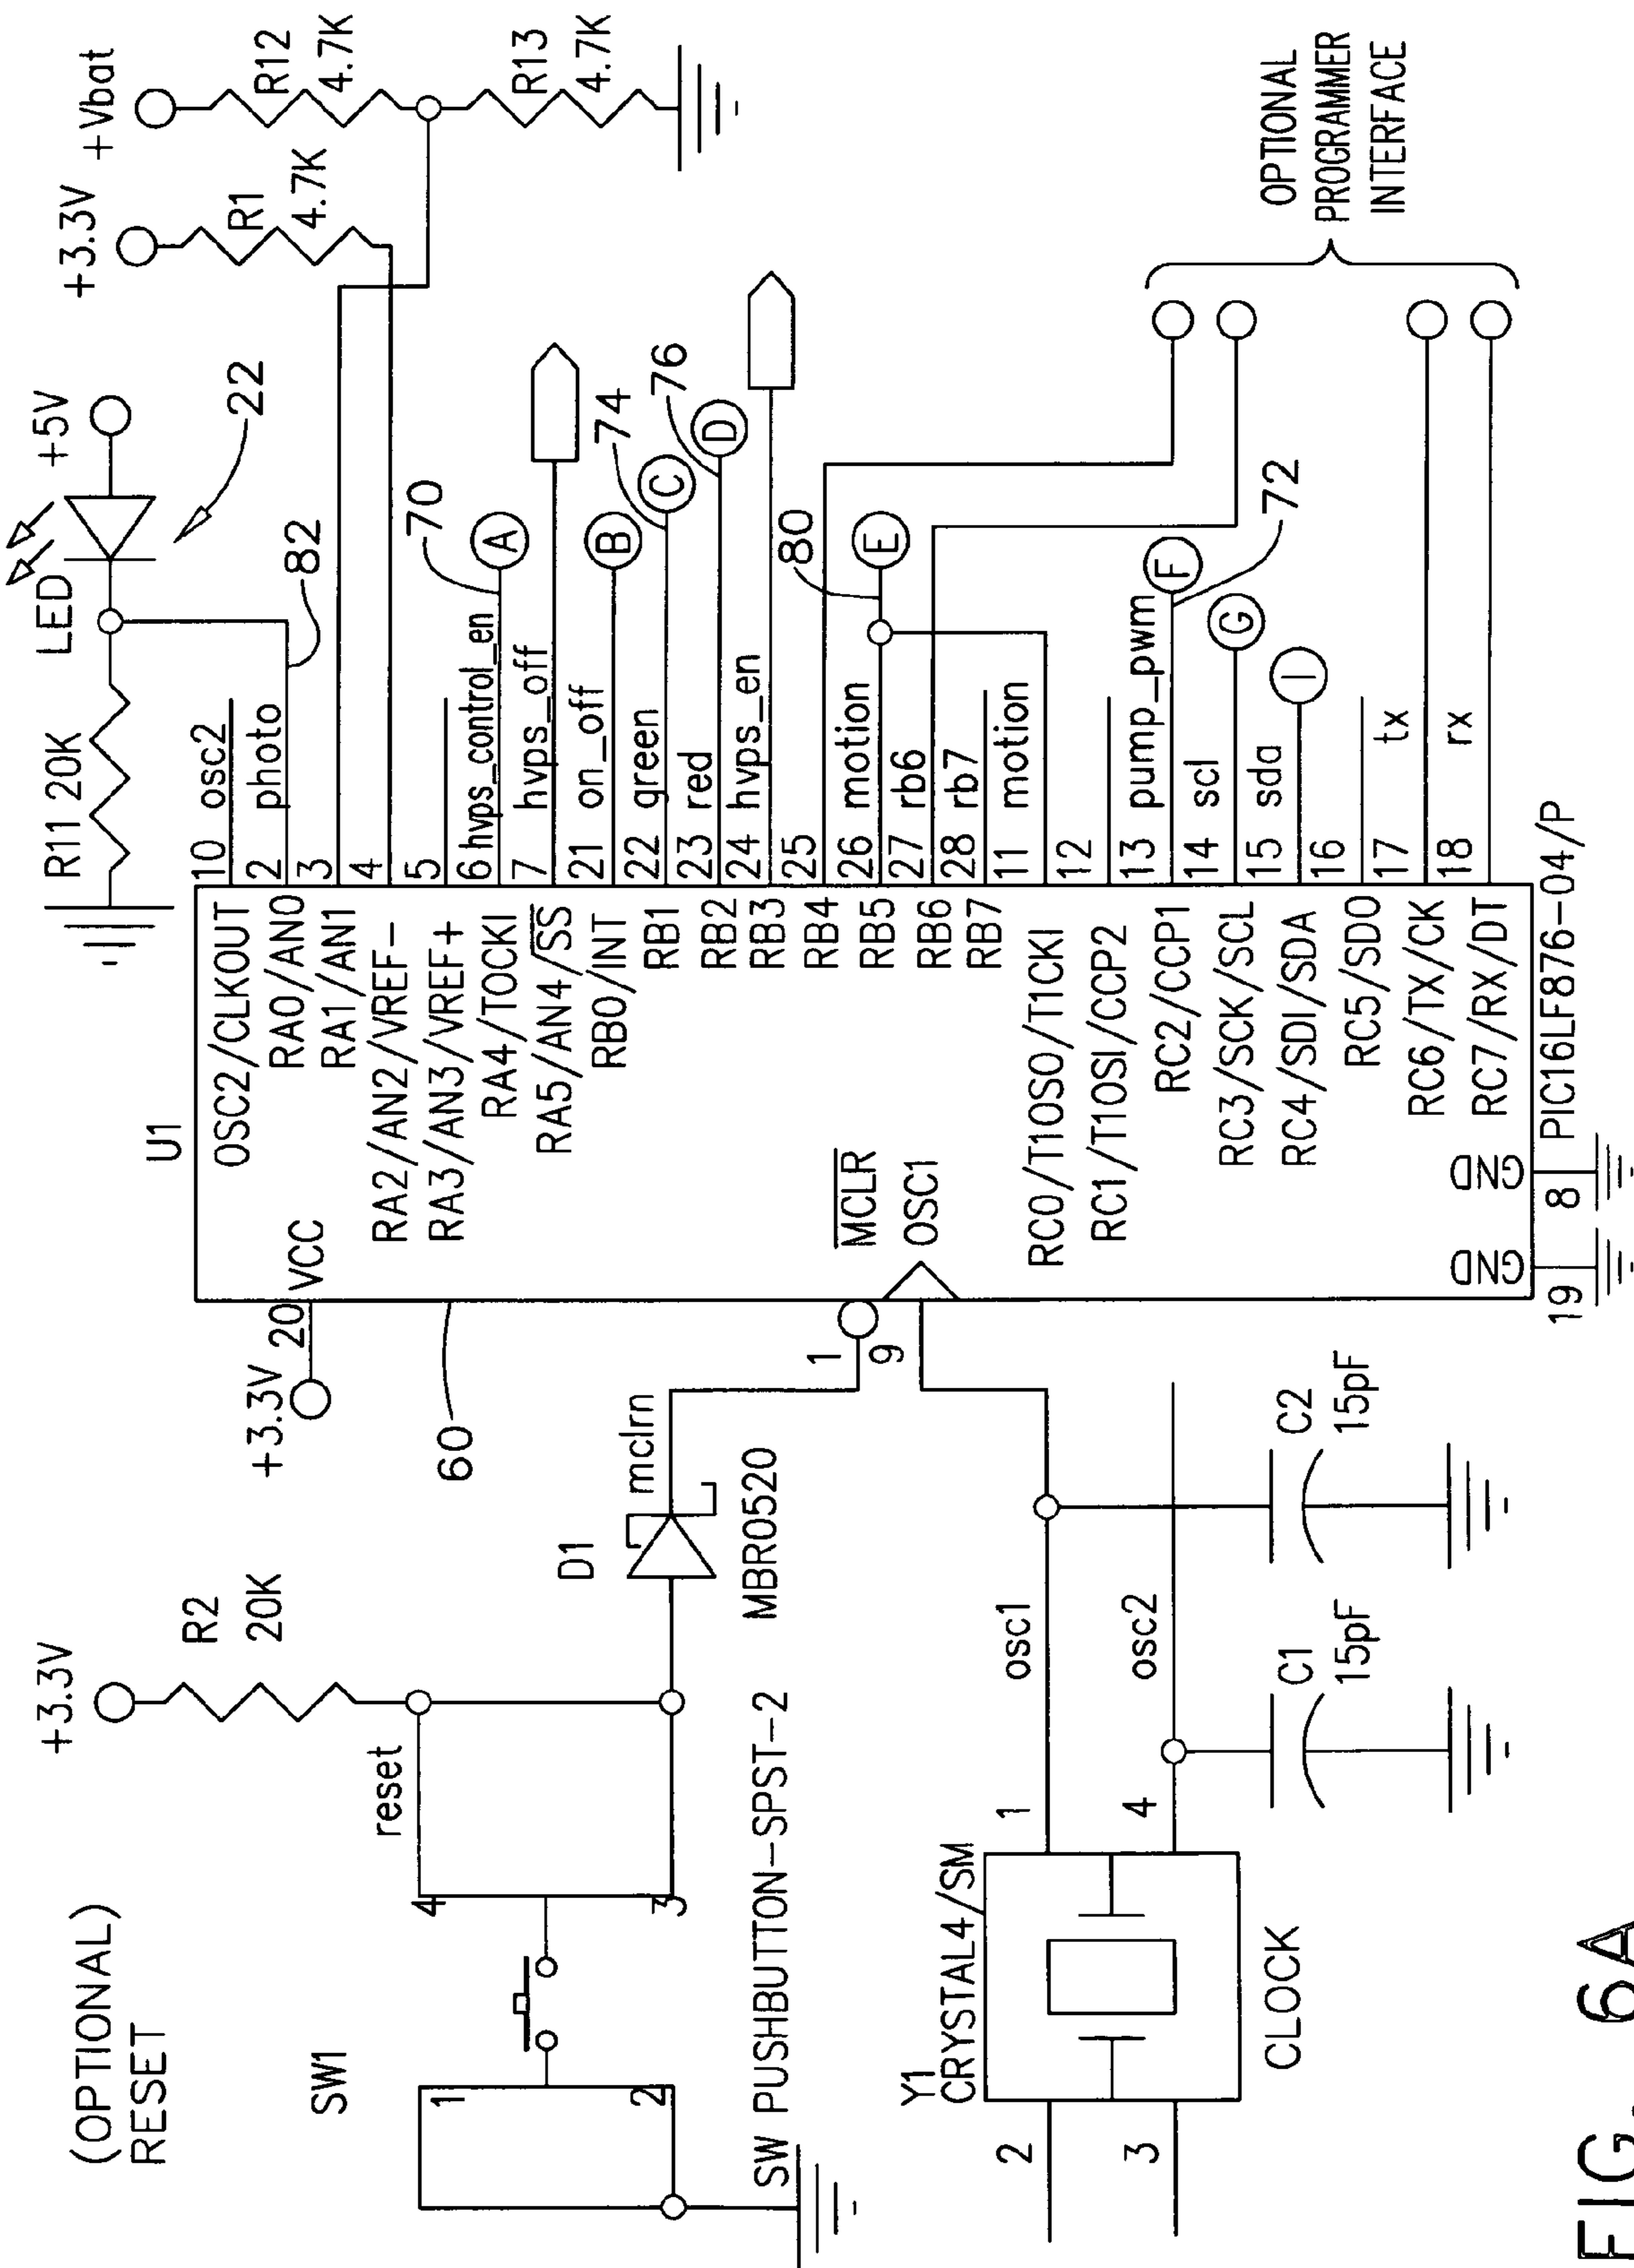 (OPTIONAL)
RESET
+3.3V
R2
20K
reset
SW1
1
2
4
3
SW PUSHBUTTON-SPST-2
D1
mclrn
MBR0520
Y1
CRYSTAL4/SM
2
3
1
4
osc1
osc2
CLOCK
C1
15pF
C2
15pF
+3.3V
20
VCC
60
1
9
U1
MCLR
OSC1
OSC2/CLKOUT
RA0/AN0
RA1/AN1
RA2/AN2/VREF-
RA3/AN3/VREF+
RA4/TOCKI
RA5/AN4/SS
RB0/INT
RB1
RB2
RB3
RB4
RB5
RB6
RB7
RC0/T1OSO/T1CKI
RC1/T1OSI/CCP2
RC2/CCP1
RC3/SCK/SCL
RC4/SDI/SDA
RC5/SDO
RC6/TX/CK
RC7/RX/DT
GND
GND
19
8
PIC16LF876-04/P
R11 20K
LED
+5V
22
82
10 osc2
2 photo
3
4
5
6 hvps_control_en
7 hvps_off
21 on_off
22 green
23 red
24 hvps_en
25
26 motion
27 rb6
28 rb7
11 motion
12
13 pump_pwm
14 scl
15 sda
16
17 tx
18 rx
70
A
B
74
C
76
D
80
E
F
72
G
I
+3.3V
R1
4.7K
+Vbat
R12
4.7K
R13
4.7K
OPTIONAL
PROGRAMMER
INTERFACE
FIG. 6A